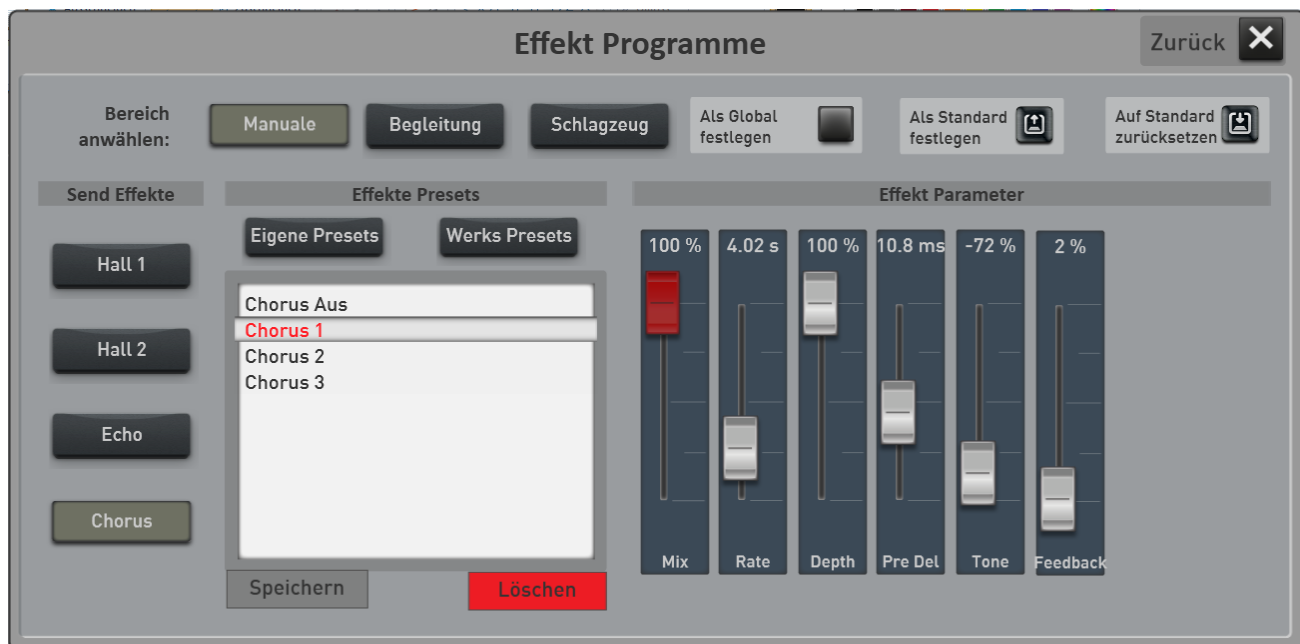 Effekt Programme
Zurück
Bereich
anwählen:
Manuale
Begleitung
Schlagzeug
Als Global
festlegen
Als Standard
festlegen
Auf Standard
zurücksetzen
Send Effekte
Effekte Presets
Effekt Parameter
Hall 1
Hall 2
Echo
Chorus
Eigene Presets
Werks Presets
Chorus Aus
Chorus 1
Chorus 2
Chorus 3
Speichern
Löschen
100 %
4.02 s
100 %
10.8 ms
-72 %
2 %
Mix
Rate
Depth
Pre Del
Tone
Feedback